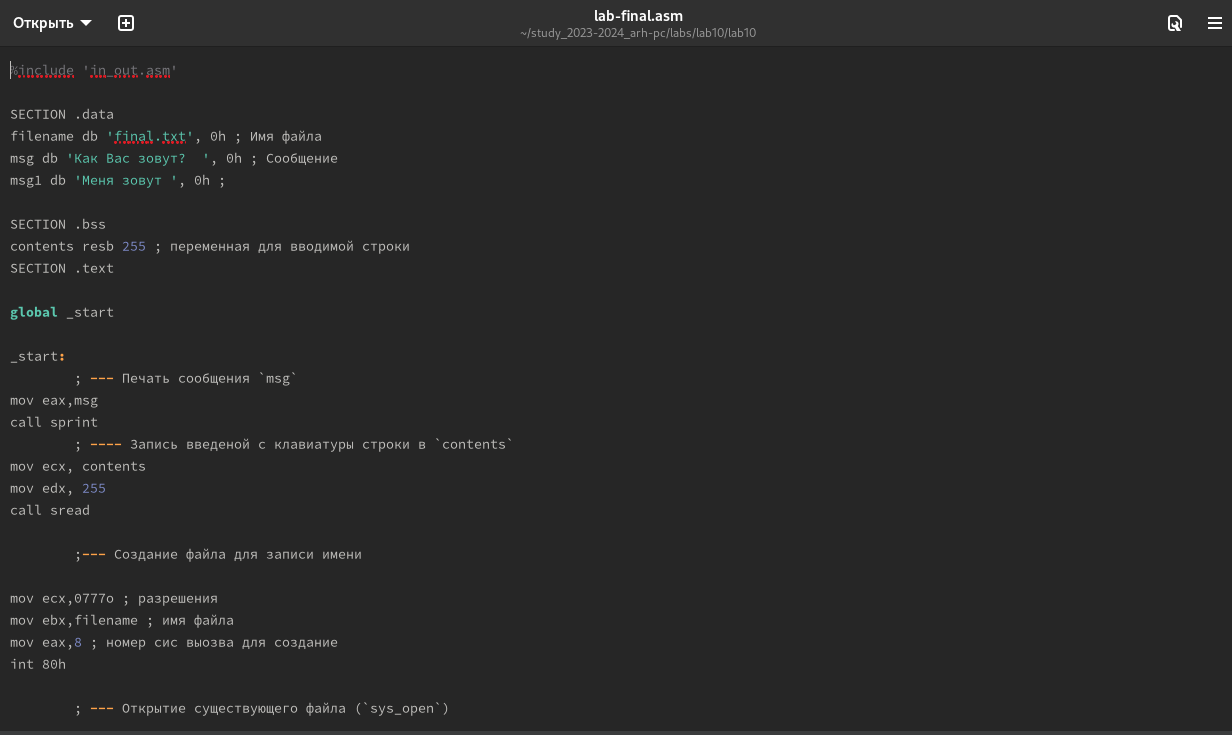 Открыть
lab-final.asm
~/study_2023-2024_arh-pc/labs/lab10/lab10
%include 'in_out.asm'
SECTION .data
filename db 'final.txt', 0h ; Имя файла
msg db 'Как Вас зовут?  ', 0h ; Сообщение
msg1 db 'Меня зовут ', 0h ;
SECTION .bss
contents resb 255 ; переменная для вводимой строки
SECTION .text
global _start
_start:
; --- Печать сообщения `msg`
mov eax,msg
call sprint
; ---- Запись введеной с клавиатуры строки в `contents`
mov ecx, contents
mov edx, 255
call sread
;--- Создание файла для записи имени
mov ecx,0777o ; разрешения
mov ebx,filename ; имя файла
mov eax,8 ; номер сис выозва для создание
int 80h
; --- Открытие существующего файла (`sys_open`)